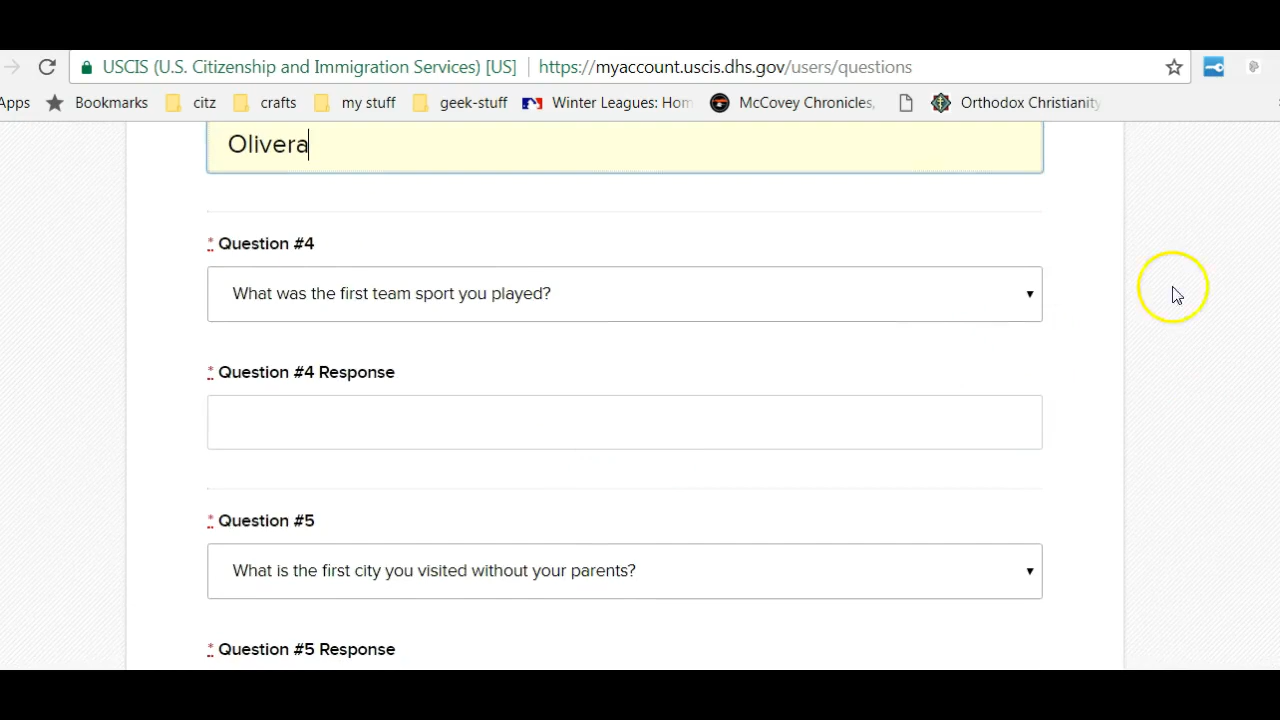 USCIS (U.S. Citizenship and Immigration Services) [US] https://myaccount.uscis.dhs.gov/users/questions
Apps Bookmarks citz crafts my stuff geek-stuff Winter Leagues: Hom McCovey Chronicles, Orthodox Christianity
Olivera
* Question #4
What was the first team sport you played?
* Question #4 Response
* Question #5
What is the first city you visited without your parents?
* Question #5 Response